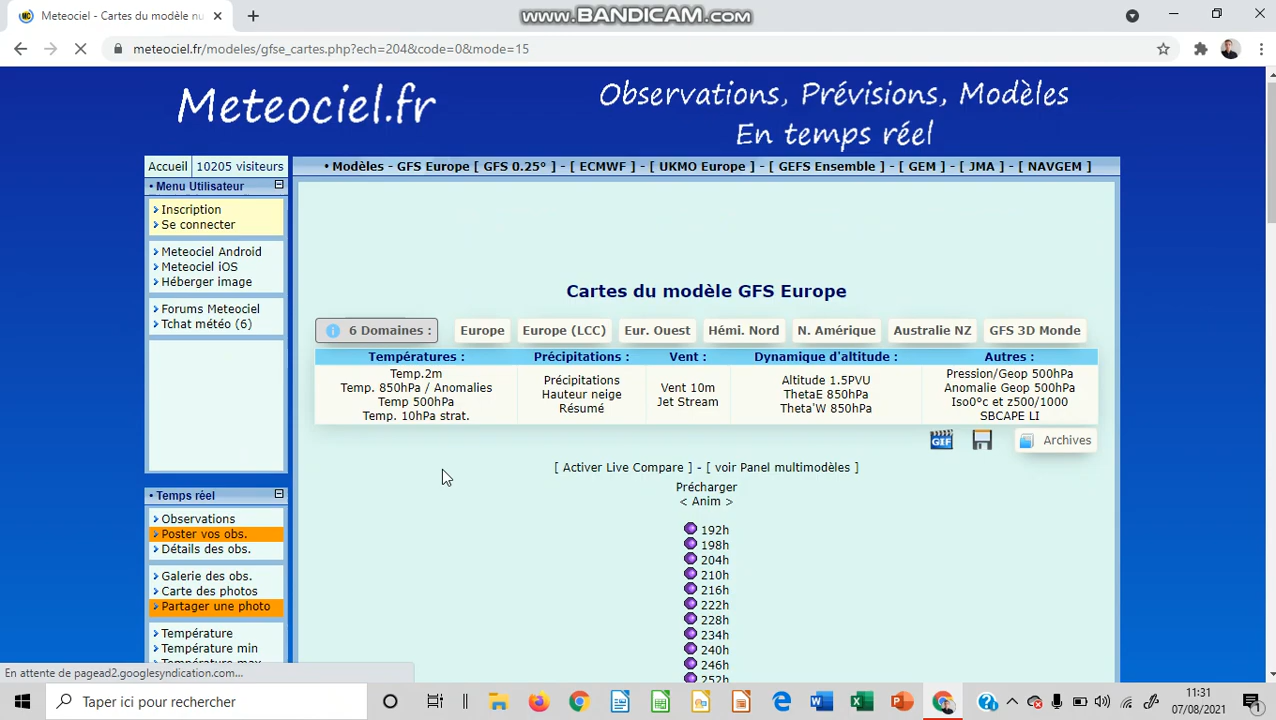 Meteociel - Cartes du modèle nu
www.BANDICAM.com
meteociel.fr/modeles/gfse_cartes.php?ech=204&code=0&mode=15
Meteociel.fr
Observations, Prévisions, Modèles
En temps réel
Accueil 10205 visiteurs
• Modèles - GFS Europe [ GFS 0.25° ] - [ ECMWF ] - [ UKMO Europe ] - [ GEFS Ensemble ] - [ GEM ] - [ JMA ] - [ NAVGEM ]
• Menu Utilisateur
Inscription
Se connecter
Meteociel Android
Meteociel iOS
Héberger image
Forums Meteociel
Tchat météo (6)
• Temps réel
Observations
Poster vos obs.
Détails des obs.
Galerie des obs.
Carte des photos
Partager une photo
Température
Température min
Température max
Cartes du modèle GFS Europe
6 Domaines : Europe Europe (LCC) Eur. Ouest Hémi. Nord N. Amérique Australie NZ GFS 3D Monde
Températures : Précipitations : Vent : Dynamique d'altitude : Autres :
Temp.2m
Temp. 850hPa / Anomalies
Temp 500hPa
Temp. 10hPa strat.
Précipitations
Hauteur neige
Résumé
Vent 10m
Jet Stream
Altitude 1.5PVU
ThetaE 850hPa
Theta'W 850hPa
Pression/Geop 500hPa
Anomalie Geop 500hPa
Iso0°c et z500/1000
SBCAPE LI
GIF Archives
[ Activer Live Compare ] - [ voir Panel multimodèles ]
Précharger
< Anim >
192h
198h
204h
210h
216h
222h
228h
234h
240h
246h
252h
En attente de pagead2.googlesyndication.com...
Taper ici pour rechercher
11:31
07/08/2021